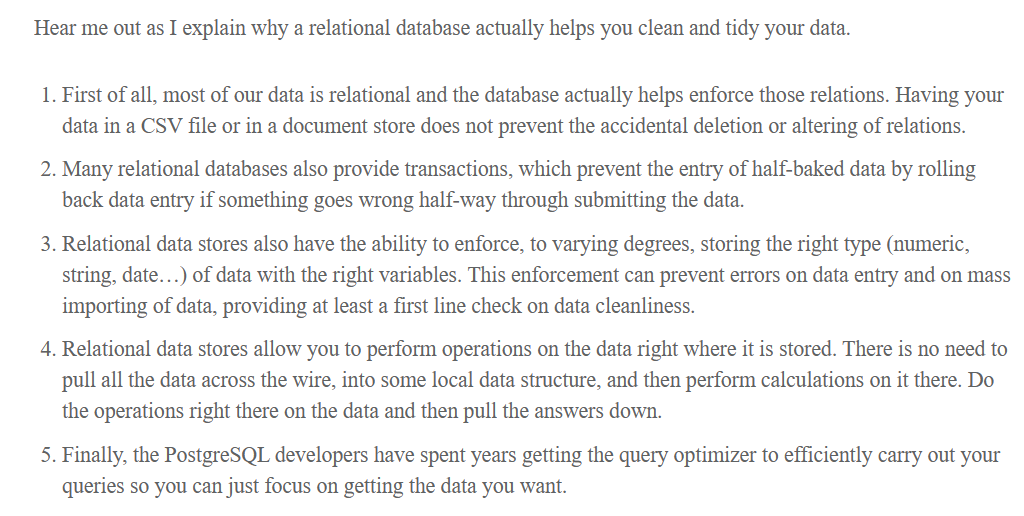 Hear me out as I explain why a relational database actually helps you clean and tidy your data.
1. First of all, most of our data is relational and the database actually helps enforce those relations. Having your
data in a CSV file or in a document store does not prevent the accidental deletion or altering of relations.
2. Many relational databases also provide transactions, which prevent the entry of half-baked data by rolling
back data entry if something goes wrong half-way through submitting the data.
3. Relational data stores also have the ability to enforce, to varying degrees, storing the right type (numeric,
string, date…) of data with the right variables. This enforcement can prevent errors on data entry and on mass
importing of data, providing at least a first line check on data cleanliness.
4. Relational data stores allow you to perform operations on the data right where it is stored. There is no need to
pull all the data across the wire, into some local data structure, and then perform calculations on it there. Do
the operations right there on the data and then pull the answers down.
5. Finally, the PostgreSQL developers have spent years getting the query optimizer to efficiently carry out your
queries so you can just focus on getting the data you want.